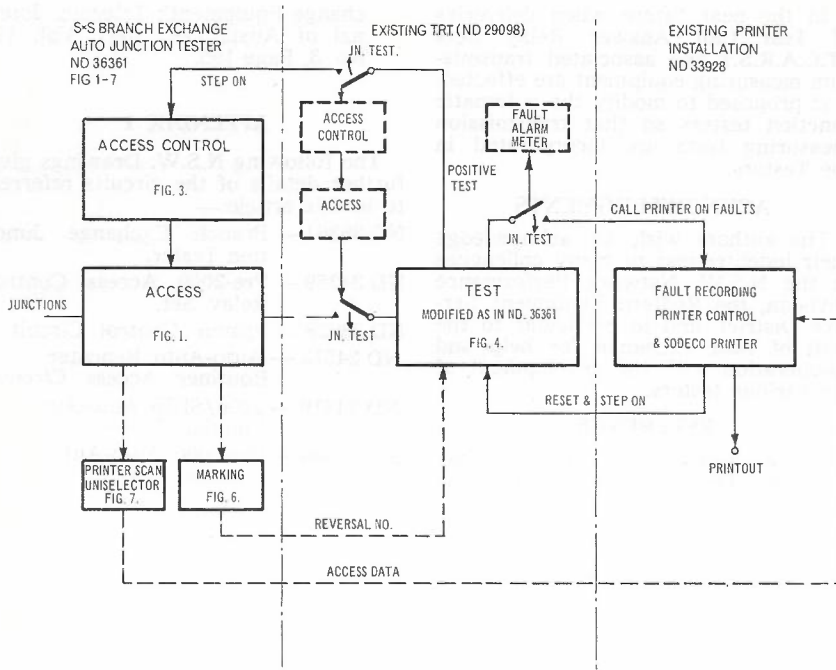 S×S BRANCH EXCHANGE
AUTO JUNCTION TESTER
ND 36361
FIG 1-7
EXISTING T.R.T. (ND 29098)
EXISTING PRINTER
INSTALLATION
ND 33928
STEP ON
JN. TEST.
ACCESS CONTROL
FIG. 3.
ACCESS
CONTROL
ACCESS
FAULT
ALARM
METER
POSITIVE
TEST
CALL PRINTER ON FAULTS
JN. TEST
JUNCTIONS
ACCESS
FIG. 1.
JN. TEST
TEST
MODIFIED AS IN ND. 36361
FIG. 4.
FAULT RECORDING
PRINTER CONTROL
& SODECO PRINTER
RESET & STEP ON
PRINTOUT
PRINTER SCAN
UNISELECTOR
FIG. 7.
MARKING
FIG. 6.
REVERSAL NO.
ACCESS DATA